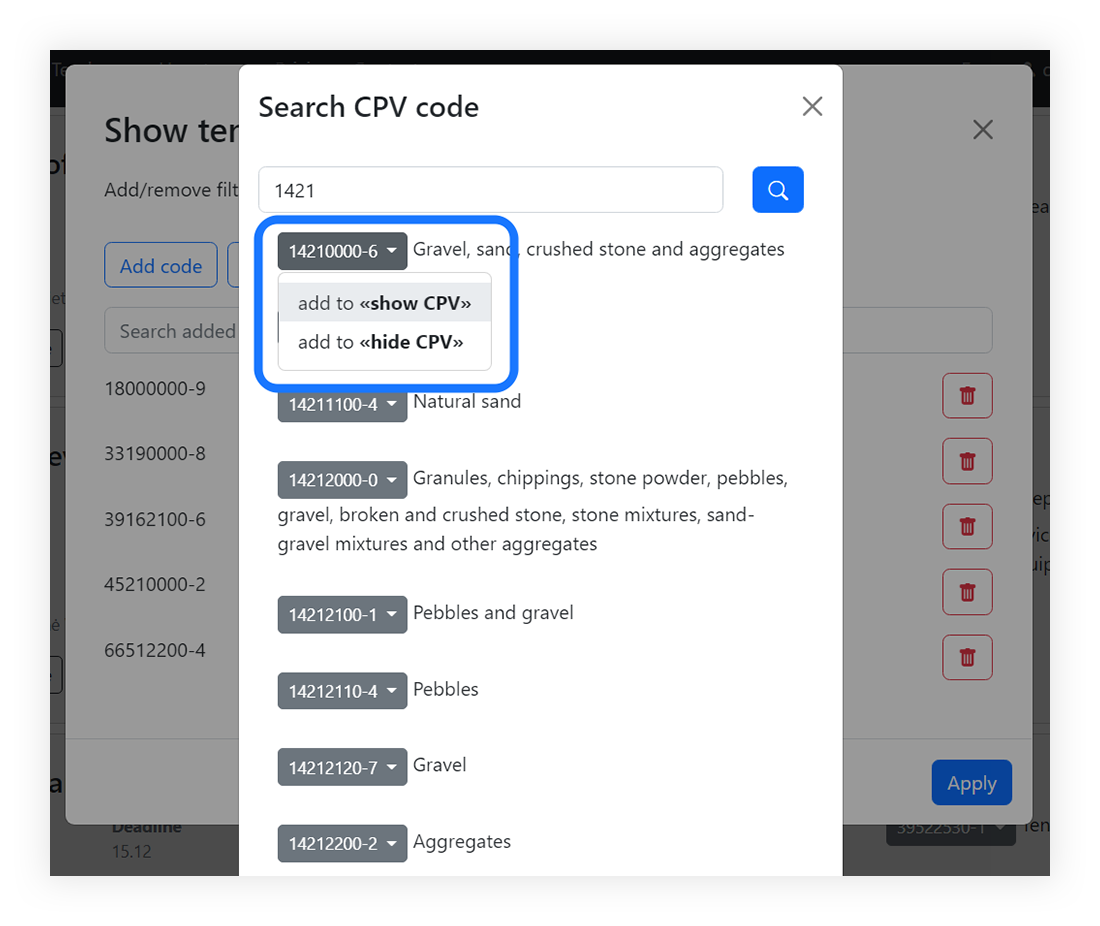 Search CPV code
1421
14210000-6 Gravel, sand, crushed stone and aggregates
add to «show CPV»
add to «hide CPV»
14211100-4 Natural sand
14212000-0 Granules, chippings, stone powder, pebbles,
gravel, broken and crushed stone, stone mixtures, sand-
gravel mixtures and other aggregates
14212100-1 Pebbles and gravel
14212110-4 Pebbles
14212120-7 Gravel
14212200-2 Aggregates
Show ten
Add/remove filt
Add code
Search added
18000000-9
33190000-8
39162100-6
45210000-2
66512200-4
Apply
Deadline
15.12
39522530-1